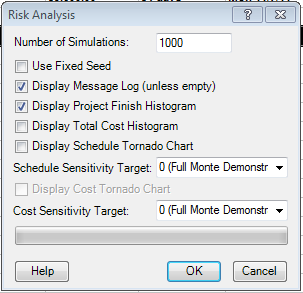 Risk Analysis
Number of Simulations: 1000
Use Fixed Seed
Display Message Log (unless empty)
Display Project Finish Histogram
Display Total Cost Histogram
Display Schedule Tornado Chart
Schedule Sensitivity Target: 0 (Full Monte Demonstr
Display Cost Tornado Chart
Cost Sensitivity Target: 0 (Full Monte Demonstr
Help OK Cancel